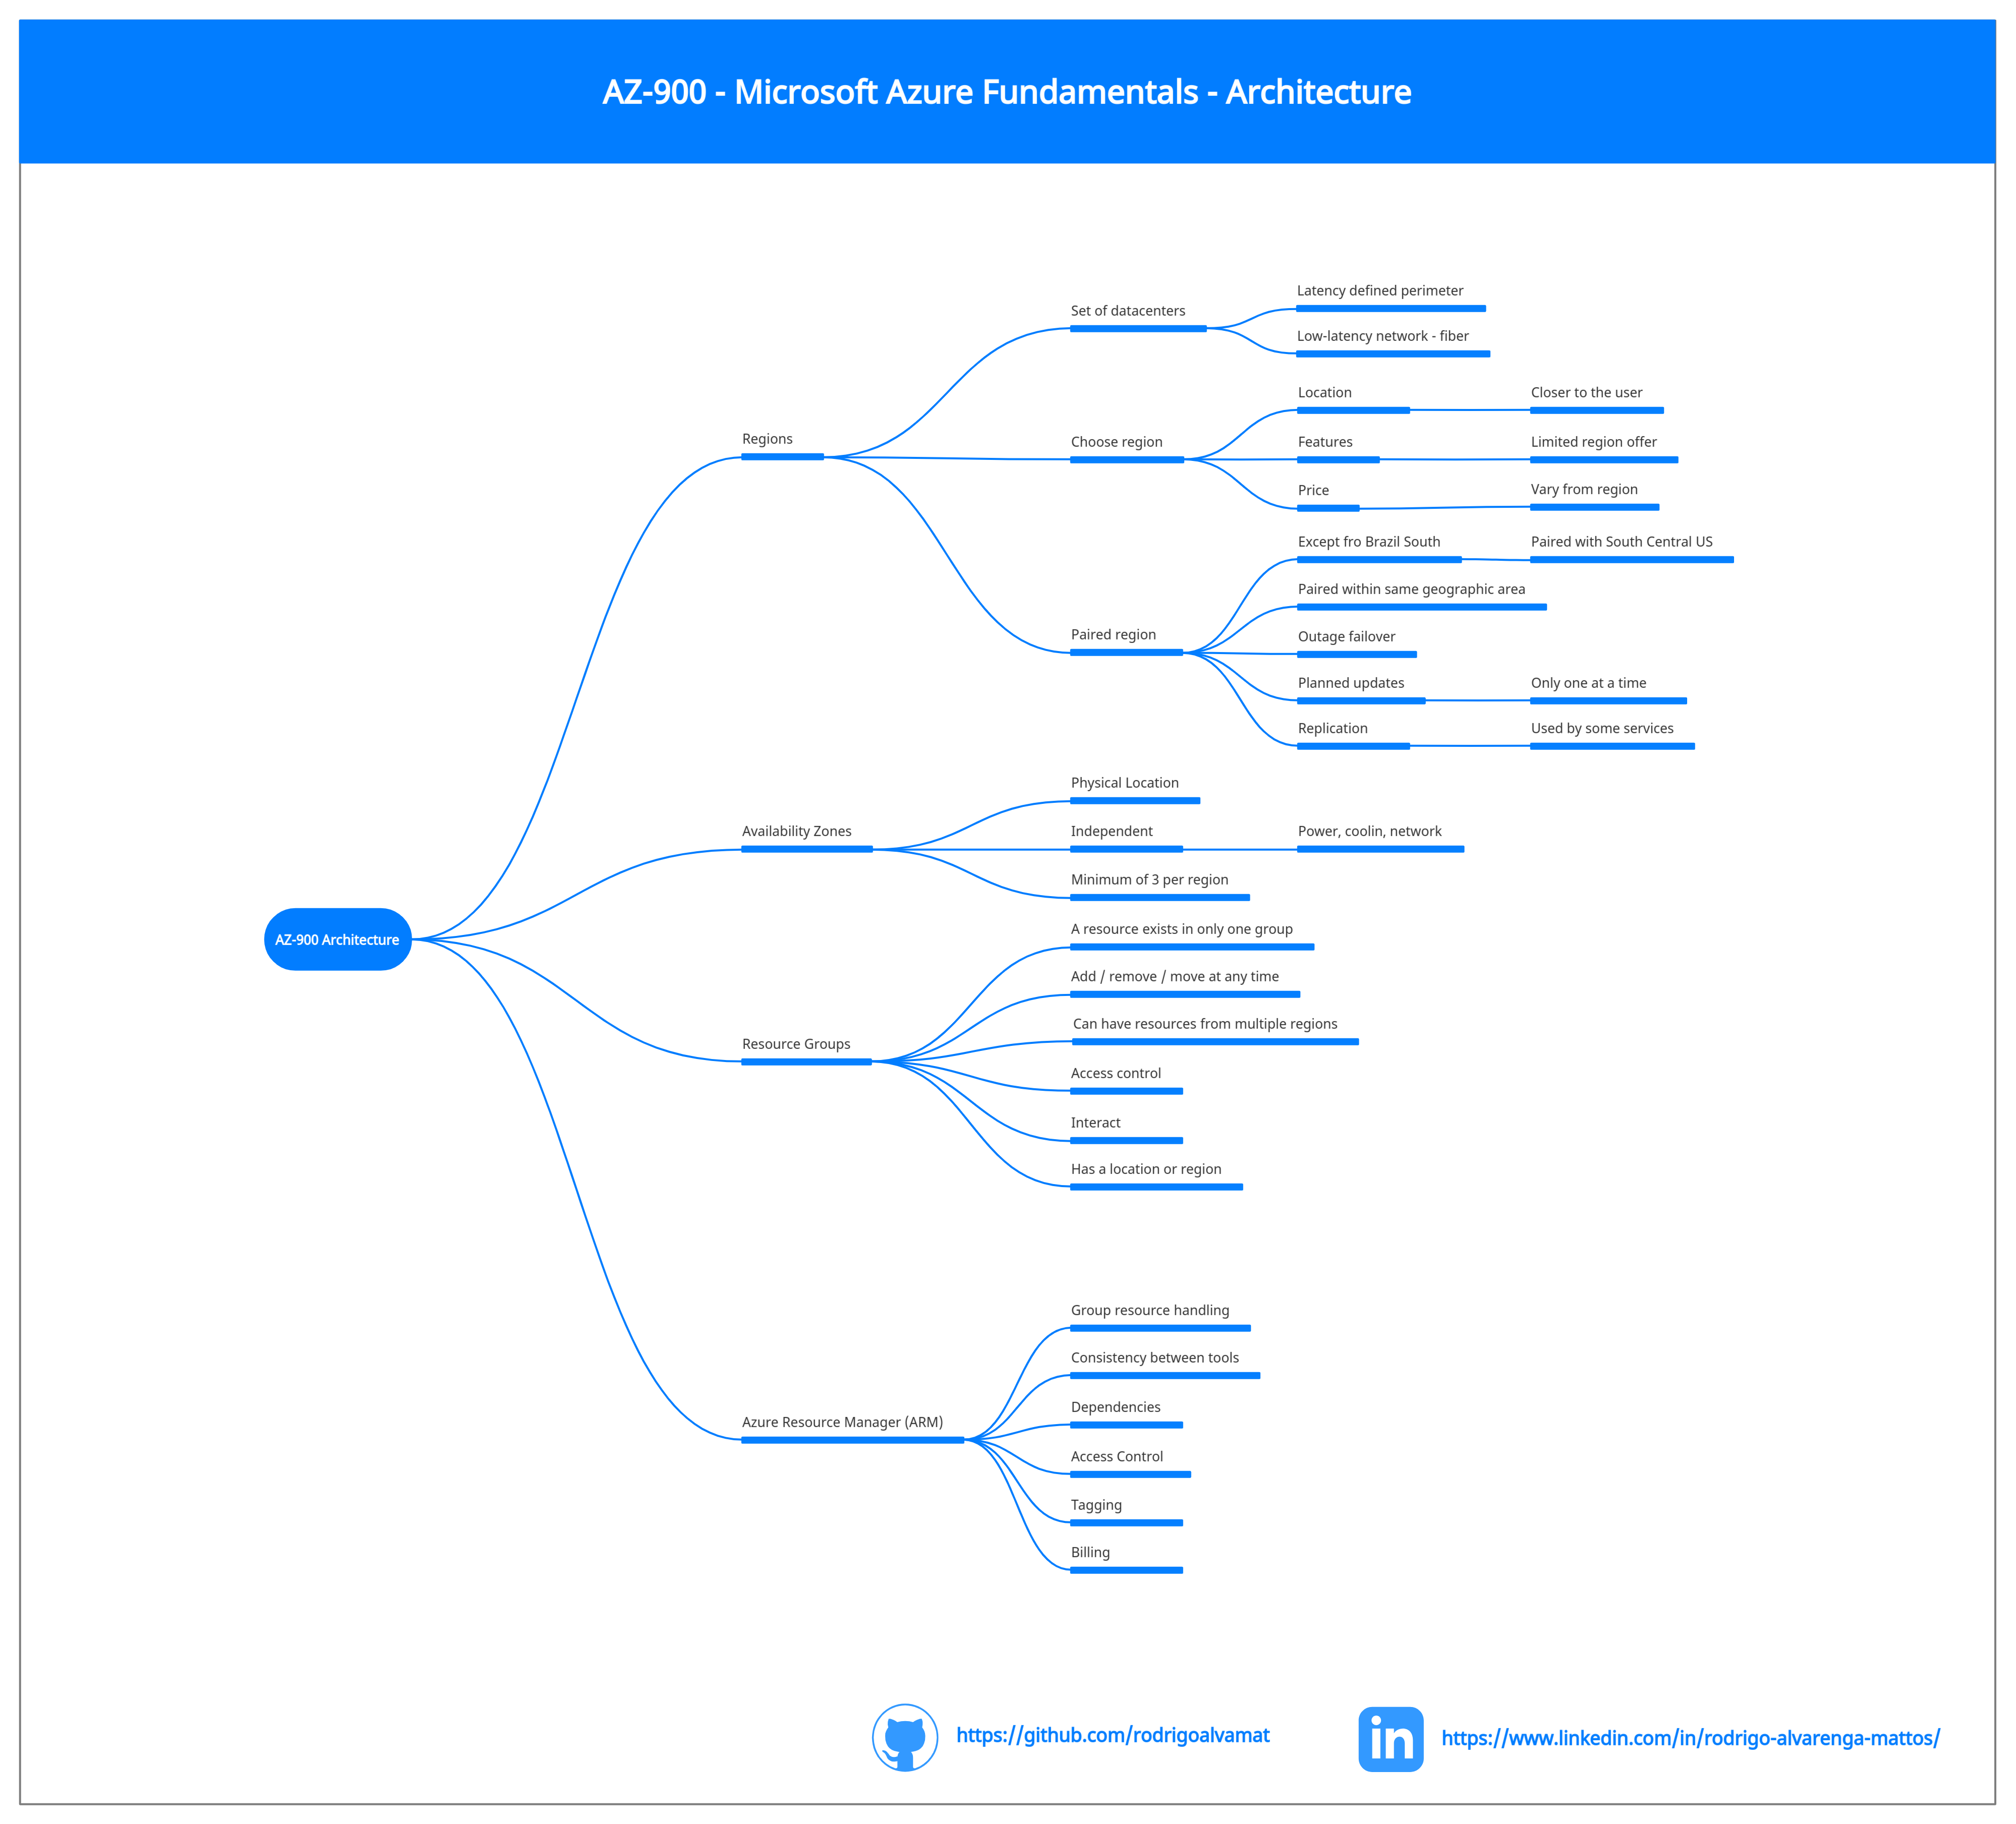 AZ-900 - Microsoft Azure Fundamentals - Architecture
AZ-900 Architecture
Regions
Set of datacenters
Latency defined perimeter
Low-latency network - fiber
Choose region
Location
Closer to the user
Features
Limited region offer
Price
Vary from region
Paired region
Except fro Brazil South
Paired with South Central US
Paired within same geographic area
Outage failover
Planned updates
Only one at a time
Replication
Used by some services
Availability Zones
Physical Location
Independent
Power, coolin, network
Minimum of 3 per region
Resource Groups
A resource exists in only one group
Add / remove / move at any time
Can have resources from multiple regions
Access control
Interact
Has a location or region
Azure Resource Manager (ARM)
Group resource handling
Consistency between tools
Dependencies
Access Control
Tagging
Billing
https://github.com/rodrigoalvamat
in
https://www.linkedin.com/in/rodrigo-alvarenga-mattos/